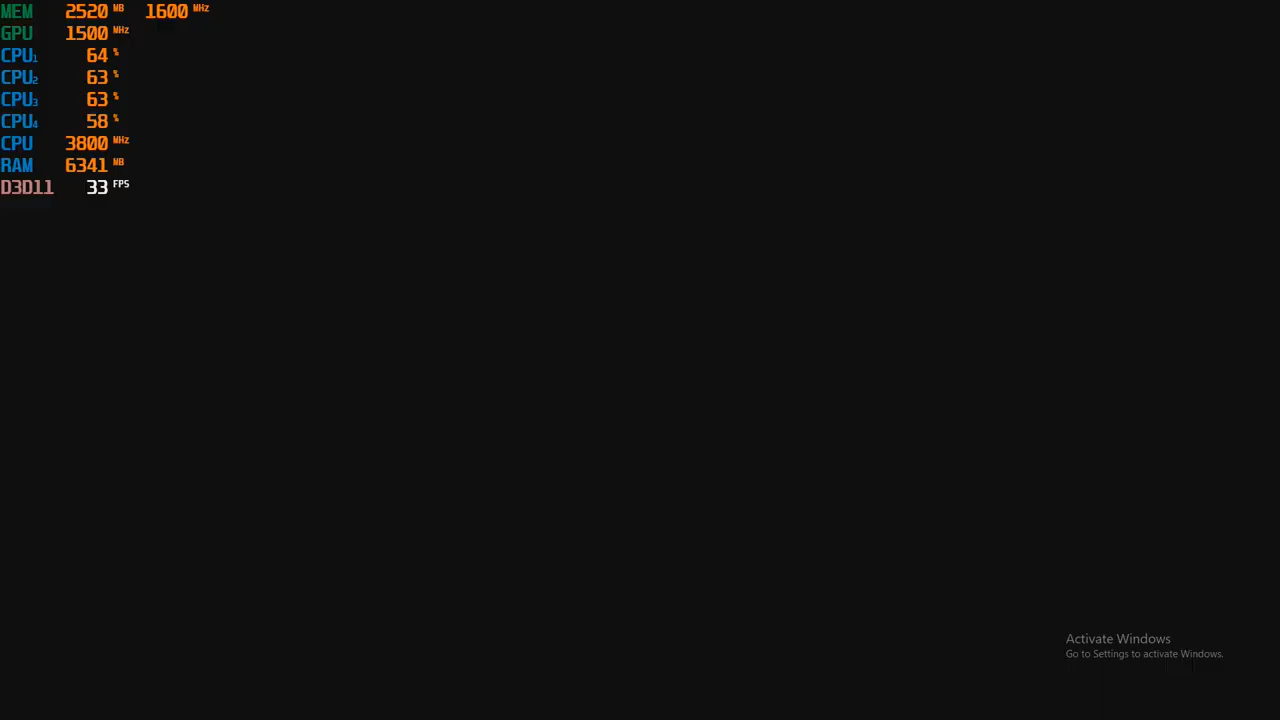 MEM 2520 MB 1600 MHz
GPU 1500 MHz
CPU1 64 %
CPU2 63 %
CPU3 63 %
CPU4 58 %
CPU 3800 MHz
RAM 6341 MB
D3D11 33 FPS
Activate Windows
Go to Settings to activate Windows.